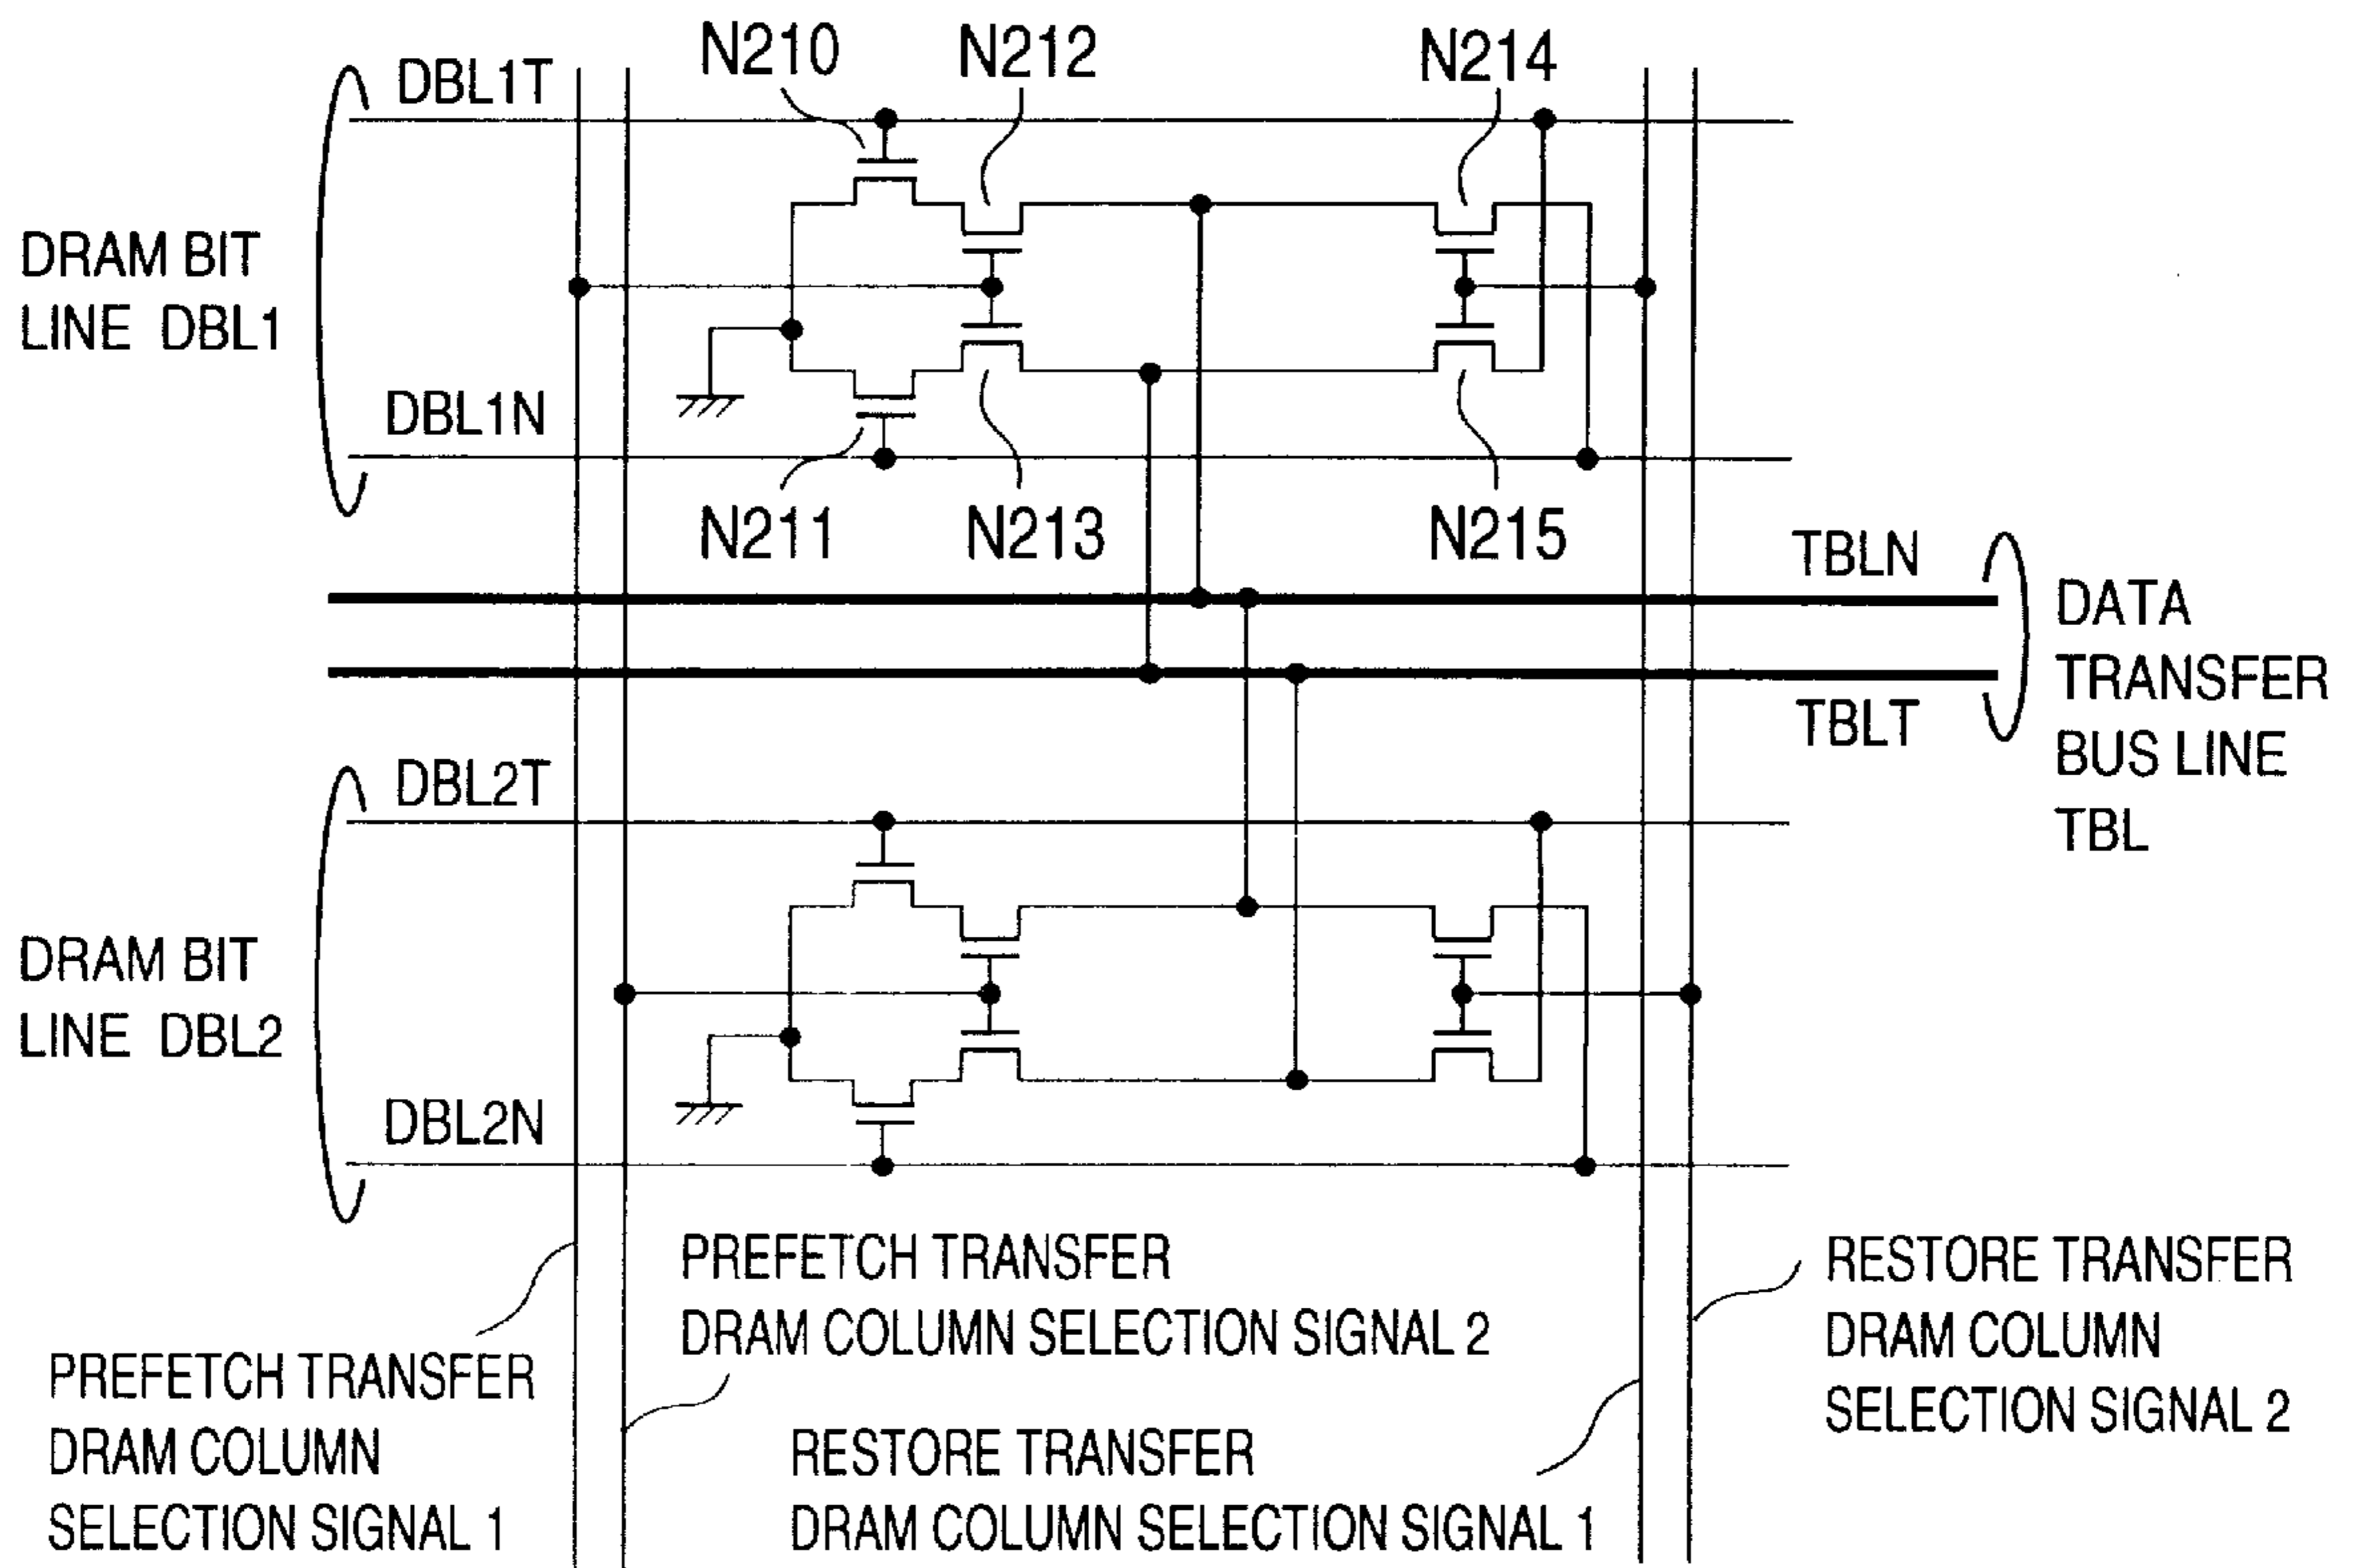 N210
N212
N214
DBL1T
DRAM BIT
LINE DBL1
DBL1N
N211
N213
N215
TBLN
DATA
TRANSFER
BUS LINE
TBL
TBLT
DBL2T
DRAM BIT
LINE DBL2
DBL2N
PREFETCH TRANSFER
DRAM COLUMN SELECTION SIGNAL 2
RESTORE TRANSFER
DRAM COLUMN
SELECTION SIGNAL 2
PREFETCH TRANSFER
DRAM COLUMN
SELECTION SIGNAL 1
RESTORE TRANSFER
DRAM COLUMN SELECTION SIGNAL 1